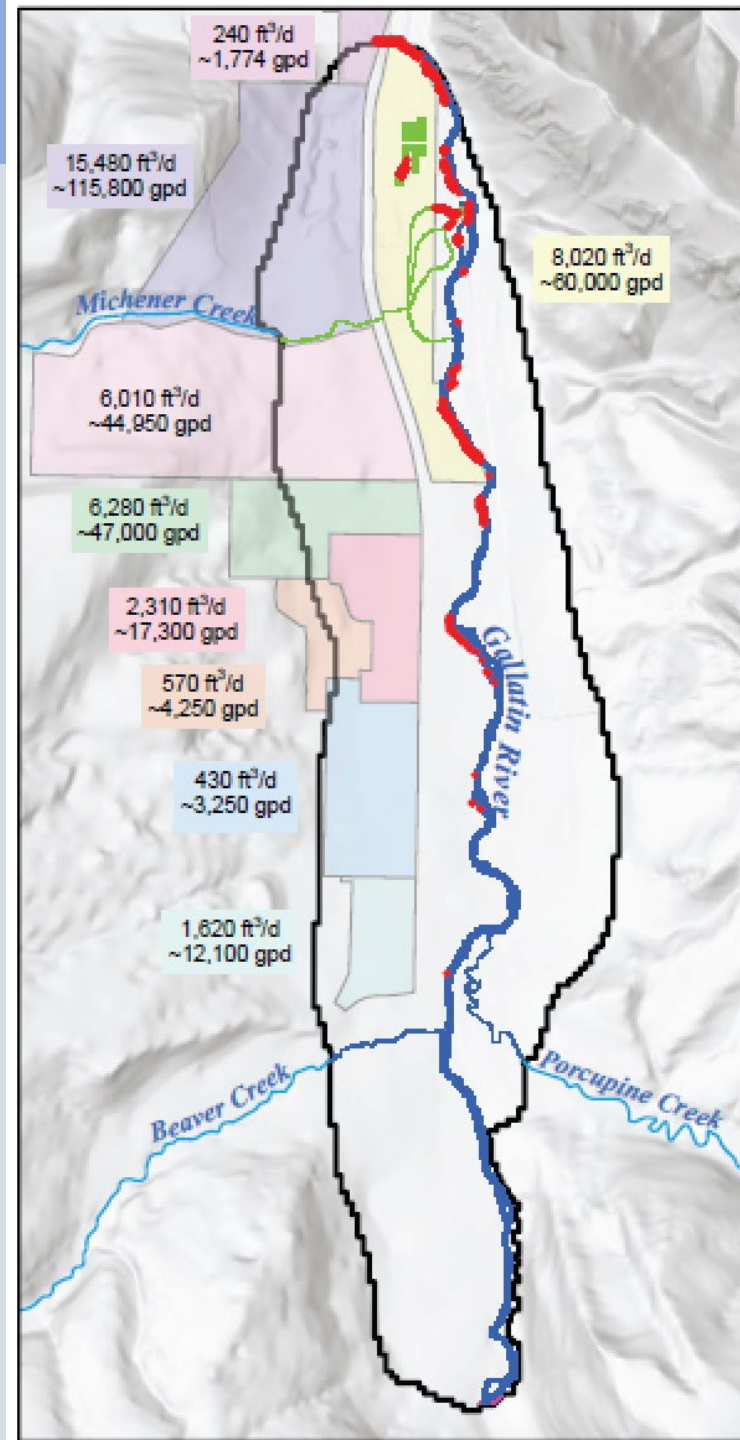 240 ft³/d
~1,774 gpd
15,480 ft³/d
~115,800 gpd
8,020 ft³/d
~60,000 gpd
Michener Creek
6,010 ft³/d
~44,950 gpd
6,280 ft³/d
~47,000 gpd
2,310 ft³/d
~17,300 gpd
Gallatin River
570 ft³/d
~4,250 gpd
430 ft³/d
~3,250 gpd
1,620 ft³/d
~12,100 gpd
Beaver Creek
Porcupine Creek